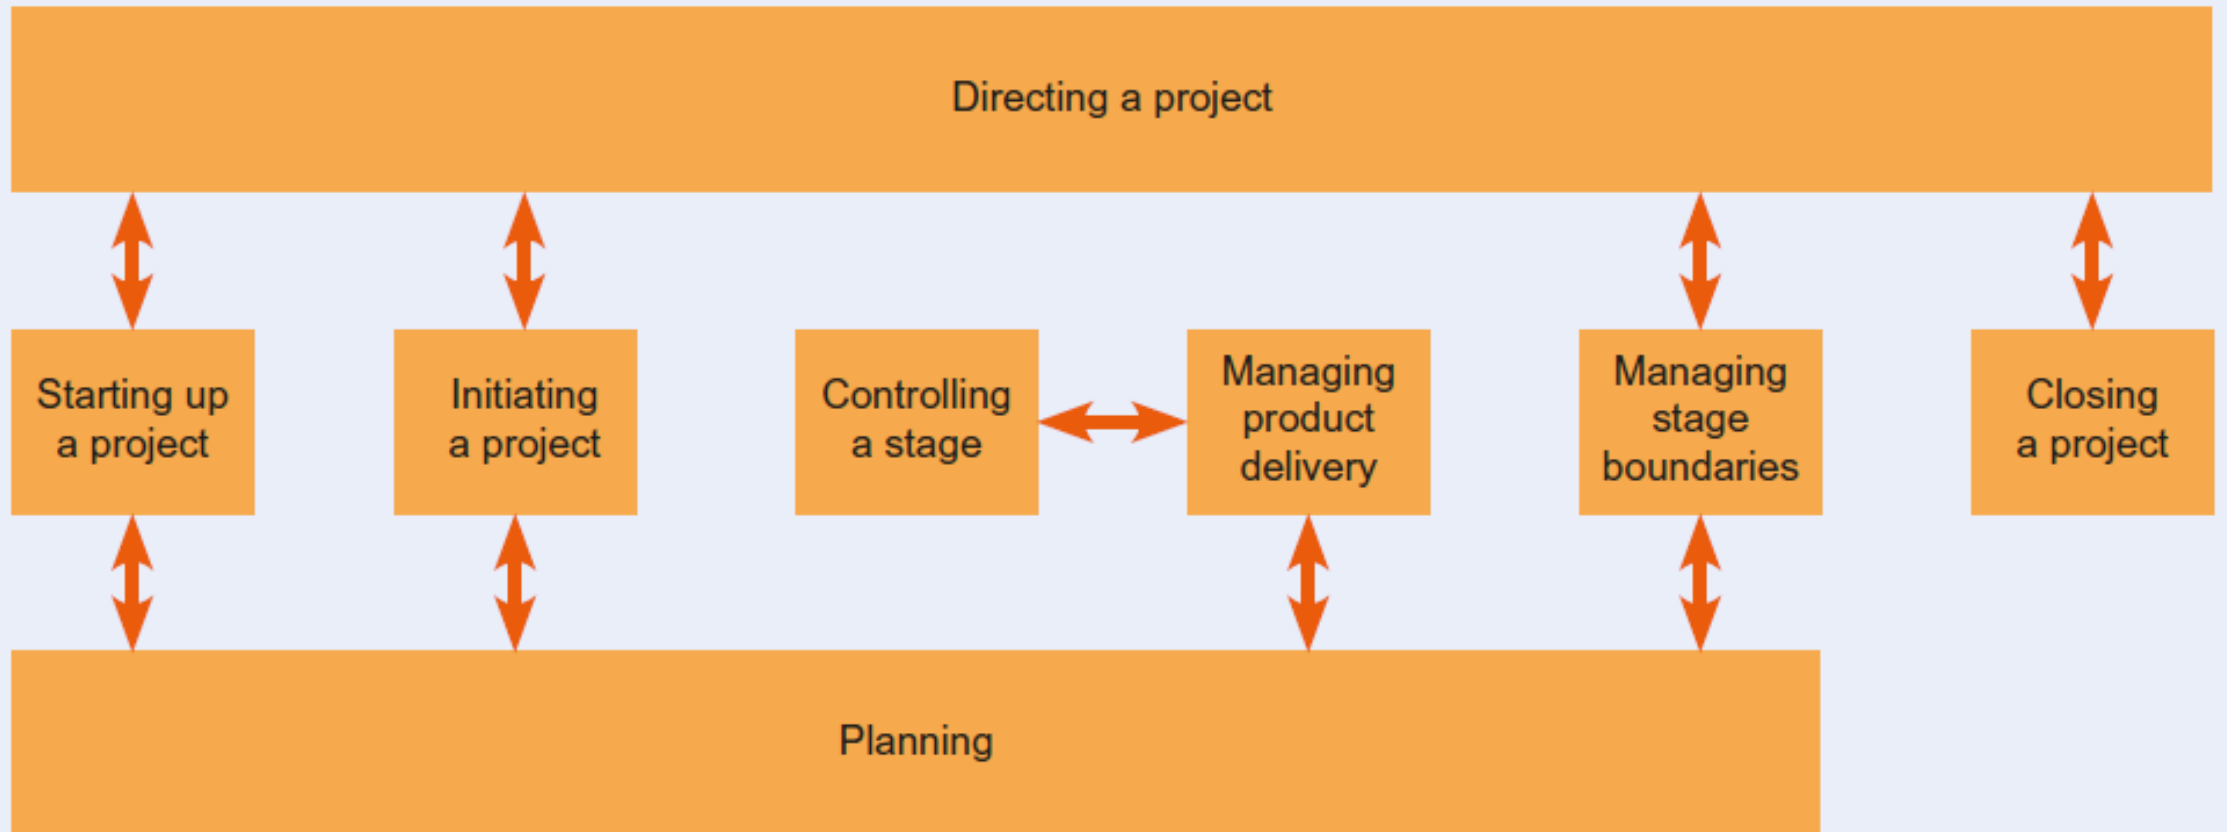 Directing a project
Starting up
a project
Initiating
a project
Controlling
a stage
Managing
product
delivery
Managing
stage
boundaries
Closing
a project
Planning